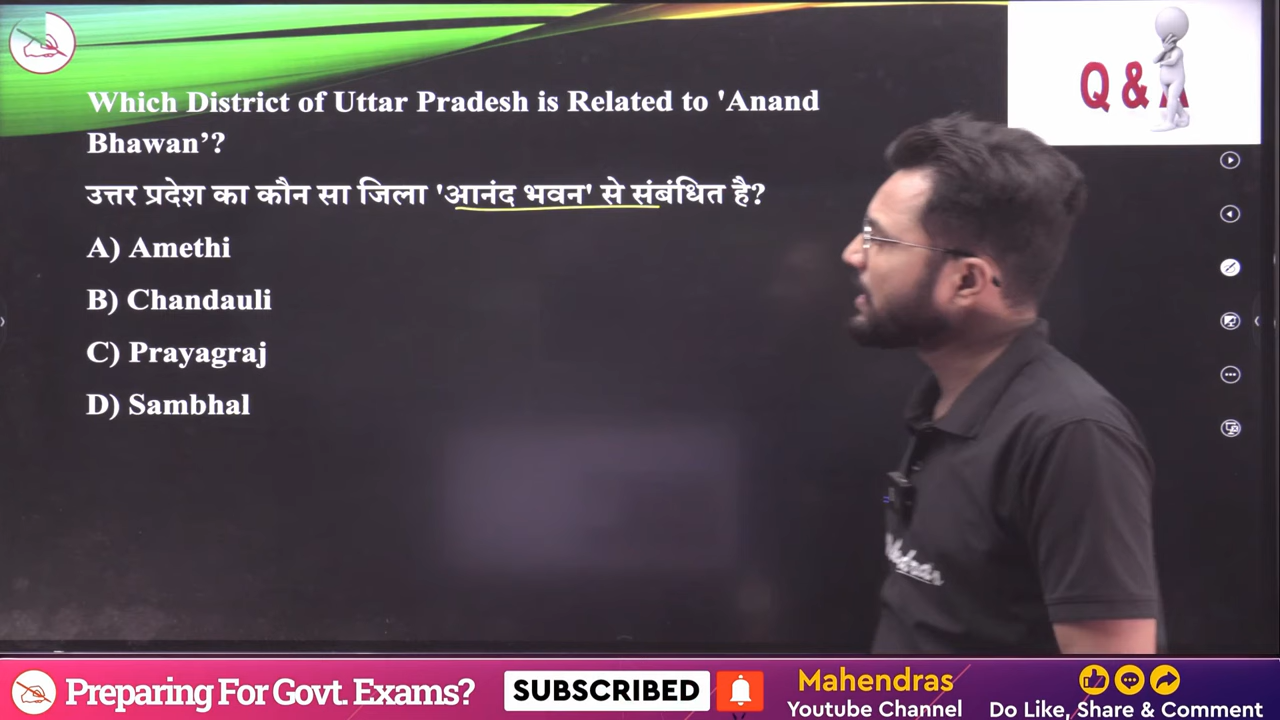 Which District of Uttar Pradesh is Related to 'Anand
Bhawan’?
उत्तर प्रदेश का कौन सा जिला 'आनंद भवन' से संबंधित है?
A) Amethi
B) Chandauli
C) Prayagraj
D) Sambhal
Q &
Preparing For Govt. Exams?
SUBSCRIBED
Mahendras
Youtube Channel
Do Like, Share & Comment